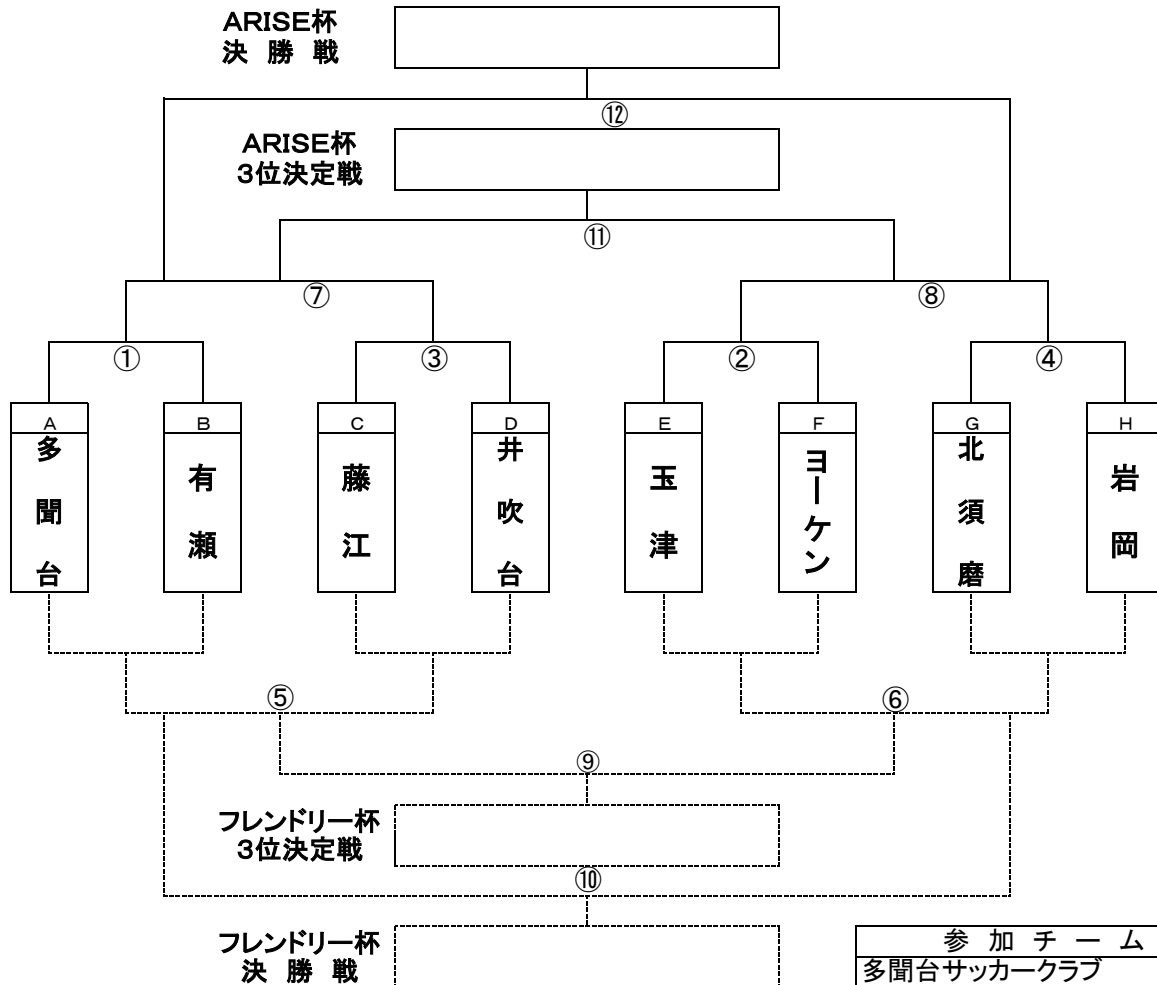 ARISE杯
決 勝 戦
⑫
ARISE杯
3位決定戦
⑪
⑦ ⑧
① ③ ② ④
A B C D E F G H
多聞台 有瀬 藤江 井吹台 玉津 ヨーケン 北須磨 岩岡
⑤ ⑥
⑨
フレンドリー杯
3位決定戦
⑩
フレンドリー杯
決 勝 戦
参 加 チ ー ム
多聞台サッカークラブ